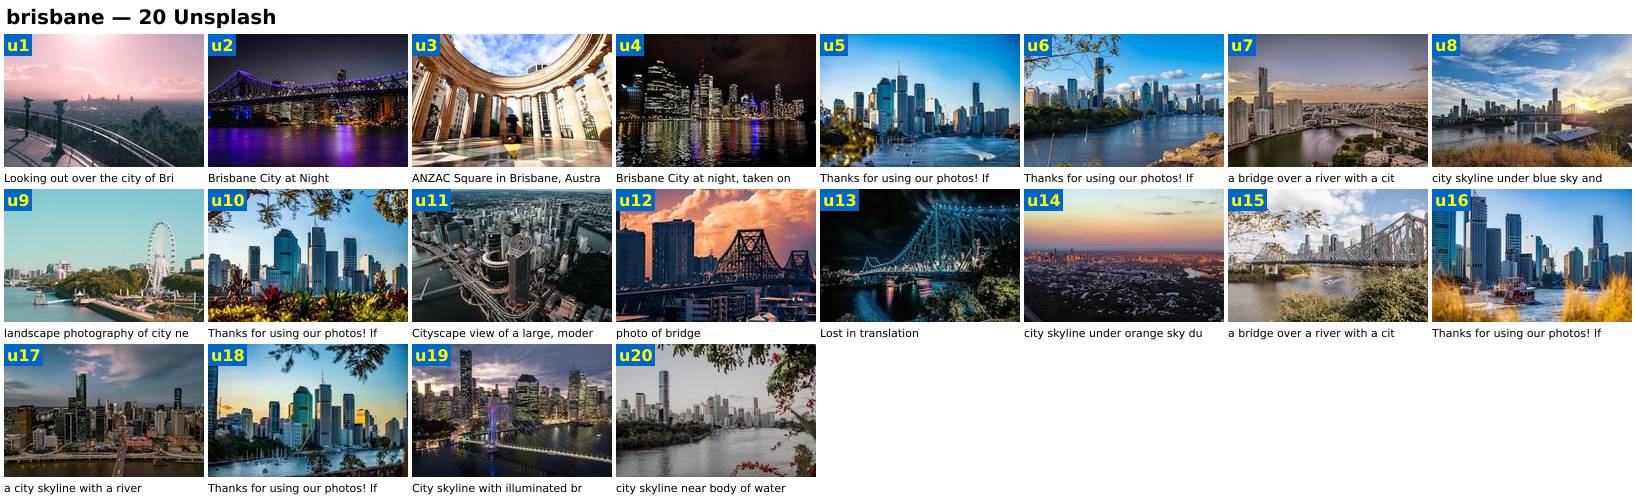 brisbane — 20 Unsplash
u1
u2
u3
u4
u5
u6
u7
u8
Looking out over the city of Bri
Brisbane City at Night
ANZAC Square in Brisbane, Austra
Brisbane City at night, taken on
Thanks for using our photos! If
Thanks for using our photos! If
a bridge over a river with a cit
city skyline under blue sky and
u9
u10
u11
u12
u13
u14
u15
u16
landscape photography of city ne
Thanks for using our photos! If
Cityscape view of a large, moder
photo of bridge
Lost in translation
city skyline under orange sky du
a bridge over a river with a cit
Thanks for using our photos! If
u17
u18
u19
u20
a city skyline with a river
Thanks for using our photos! If
City skyline with illuminated br
city skyline near body of water